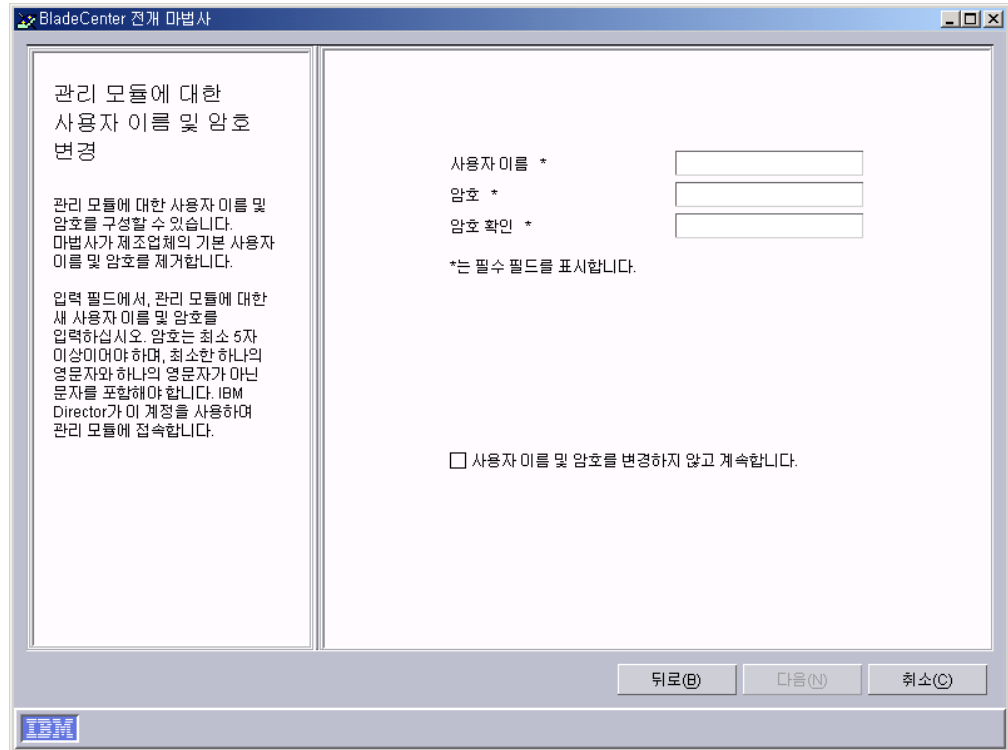 BladeCenter 전개 마법사
관리 모듈에 대한
사용자 이름 및 암호
변경
관리 모듈에 대한 사용자 이름 및
암호를 구성할 수 있습니다.
마법사가 제조업체의 기본 사용자
이름 및 암호를 제거합니다.
입력 필드에서, 관리 모듈에 대한
새 사용자 이름 및 암호를
입력하십시오. 암호는 최소 5자
이상이어야 하며, 최소한 하나의
영문자와 하나의 영문자가 아닌
문자를 포함해야 합니다. IBM
Director가 이 계정을 사용하여
관리 모듈에 접속합니다.
사용자 이름 *
암호 *
암호 확인 *
*는 필수 필드를 표시합니다.
사용자 이름 및 암호를 변경하지 않고 계속합니다.
뒤로(B)
다음(N)
취소(C)
IBM